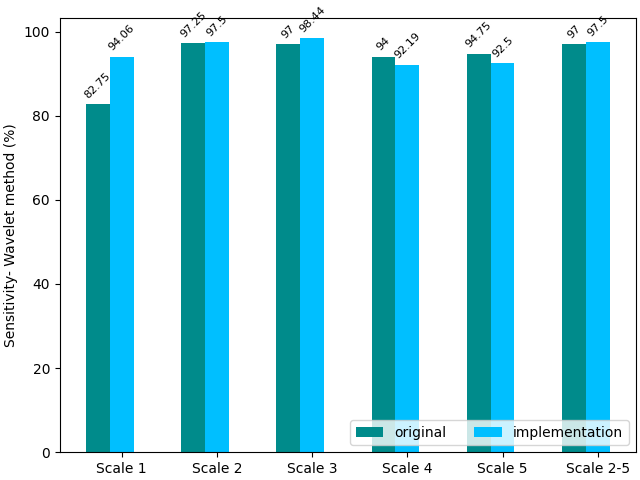 100
80
60
40
20
0
Sensitivity- Wavelet method (%)
82.75
94.06
97.25
97.5
97
98.44
94
92.19
94.75
92.5
97
97.5
original
implementation
Scale 1
Scale 2
Scale 3
Scale 4
Scale 5
Scale 2-5